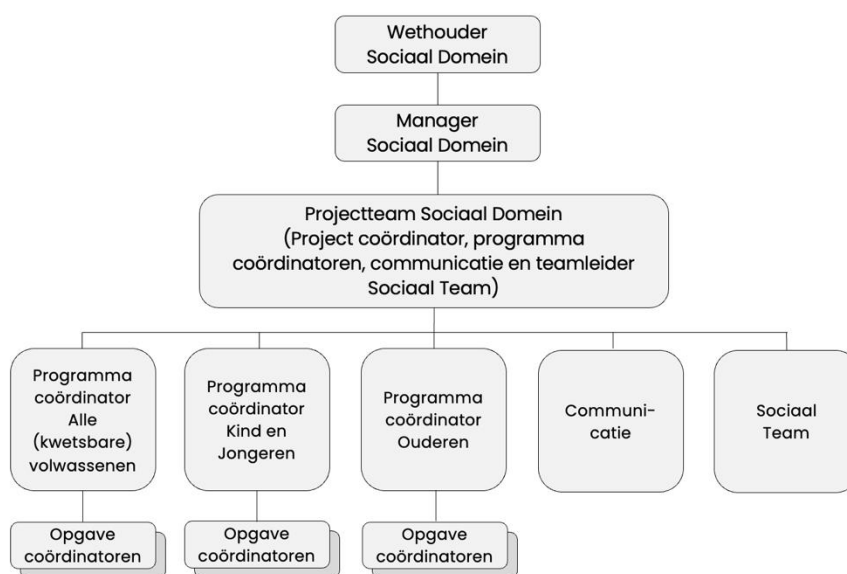 Wethouder
Sociaal Domein
Manager
Sociaal Domein
Projectteam Sociaal Domein
(Project coördinator, programma
coördinatoren, communicatie en teamleider
Sociaal Team)
Programma
coördinator
Alle
(kwetsbare)
volwassenen
Programma
coördinator
Kind en
Jongeren
Programma
coördinator
Ouderen
Communi-
catie
Sociaal
Team
Opgave
coördinatoren
Opgave
coördinatoren
Opgave
coördinatoren